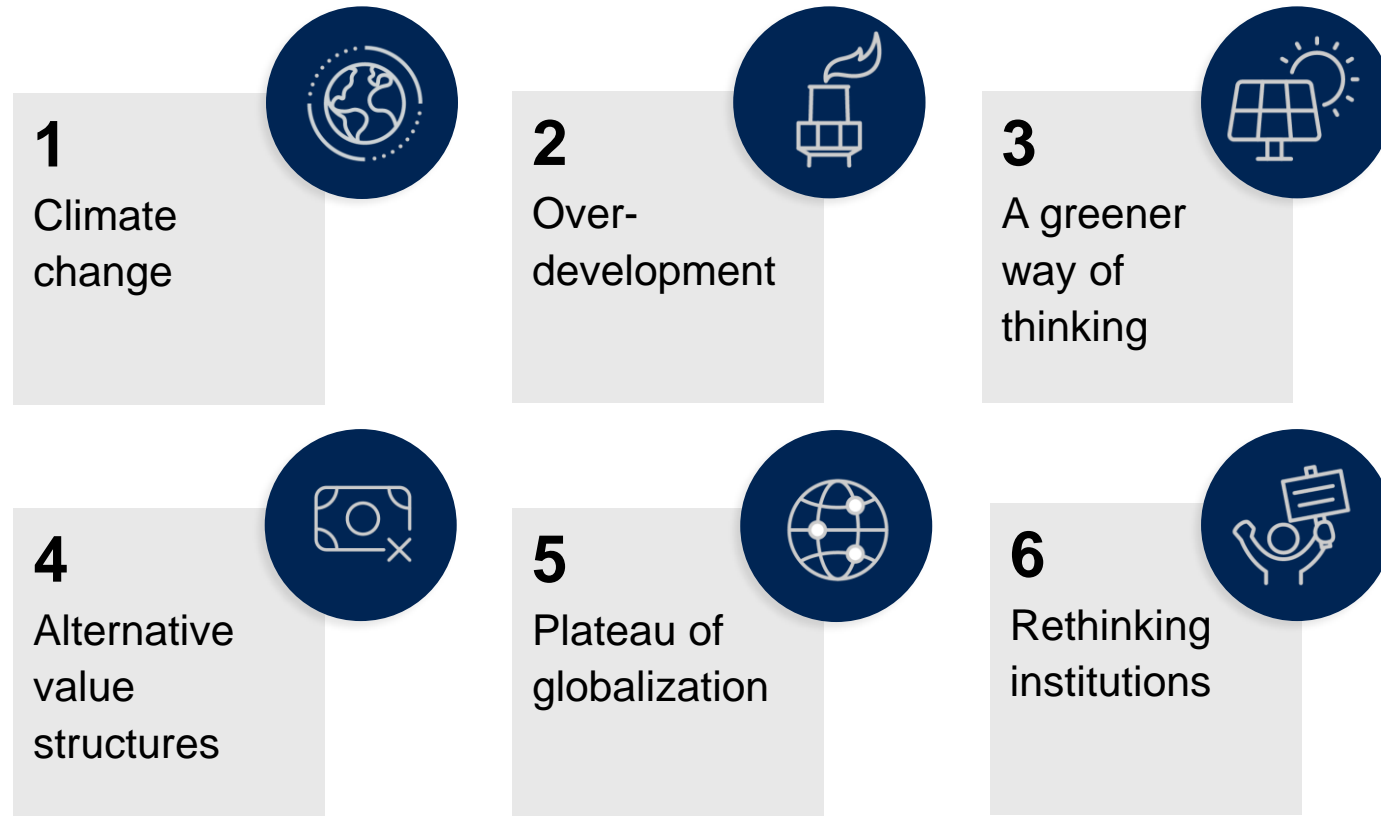 1
Climate
change
2
Over-
development
3
A greener
way of
thinking
4
Alternative
value
structures
5
Plateau of
globalization
6
Rethinking
institutions